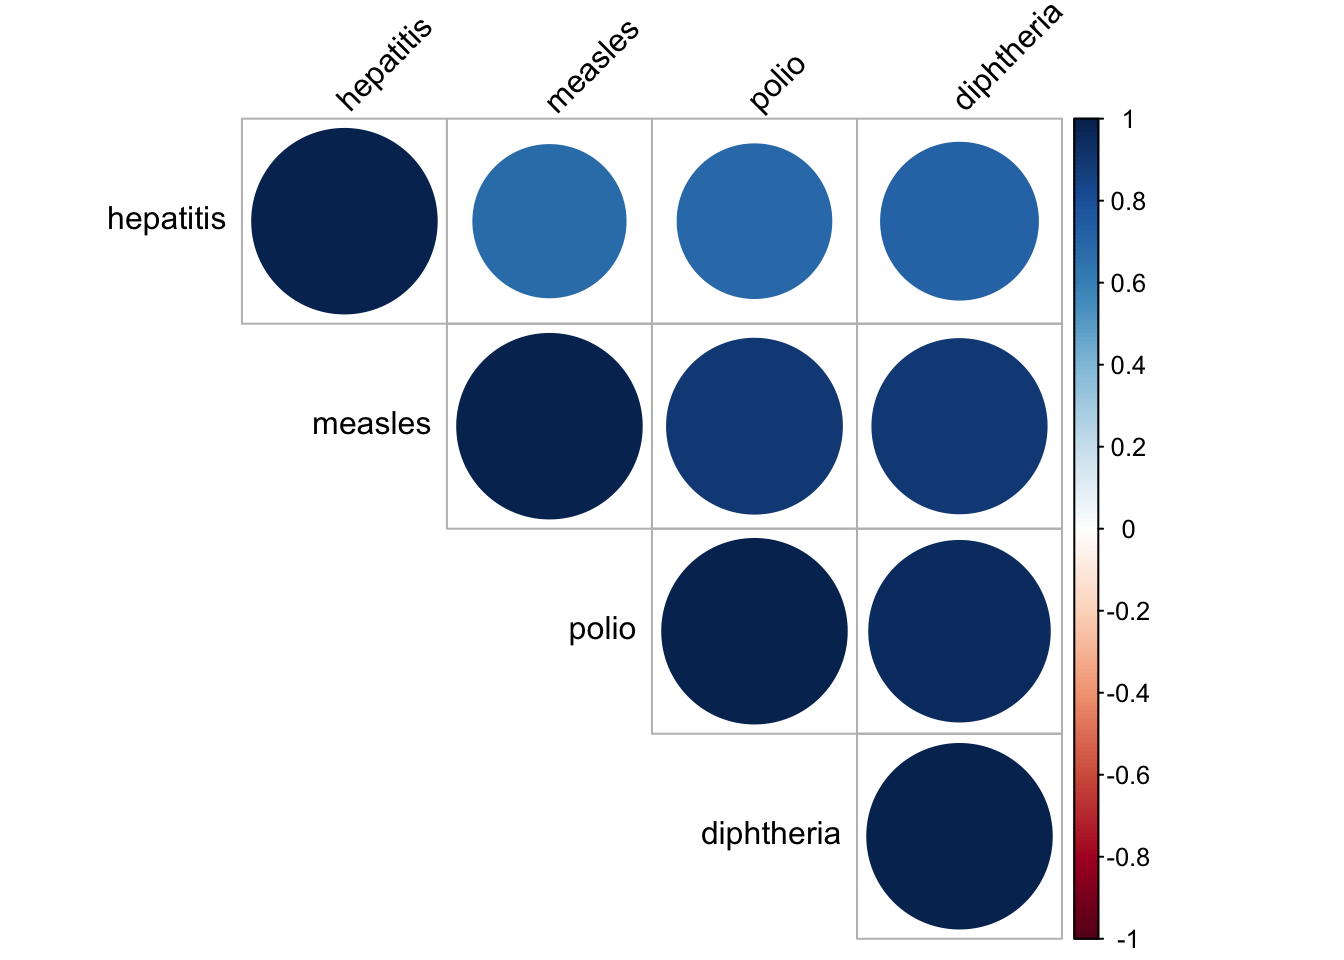 hepatitis
measles
polio
diphtheria
hepatitis
measles
polio
diphtheria
1
0.8
0.6
0.4
0.2
0
-0.2
-0.4
-0.6
-0.8
-1